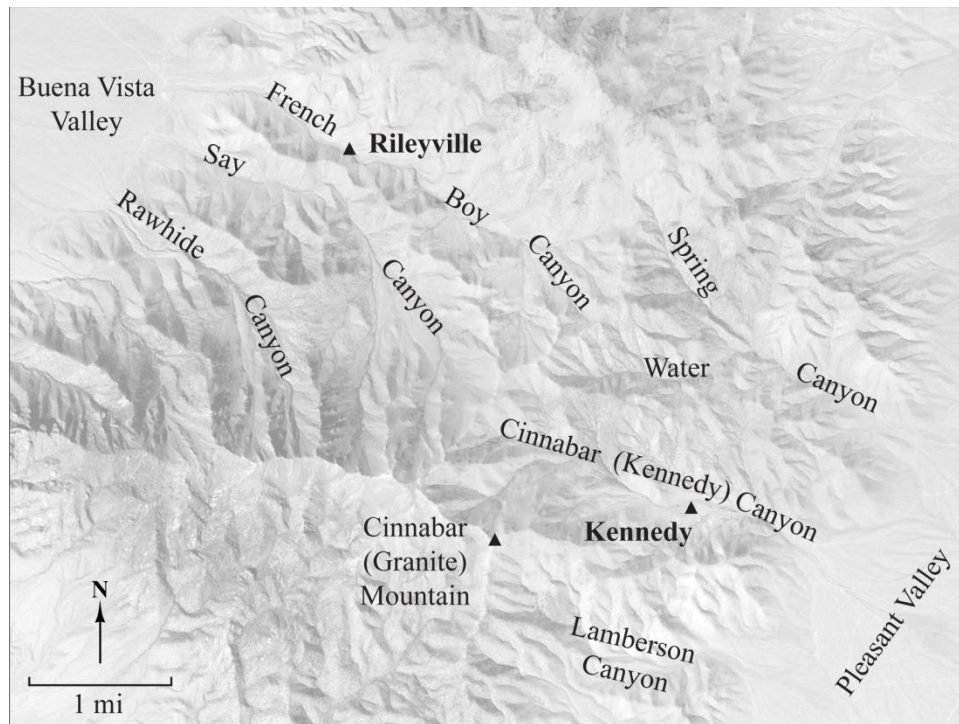 Buena Vista
Valley
French
Boy
Canyon
Rileyville
Say
Canyon
Rawhide
Canyon
Spring
Canyon
Water
Cinnabar (Kennedy) Canyon
Kennedy
Cinnabar
(Granite)
Mountain
Lamberson
Canyon
Pleasant Valley
N
1 mi